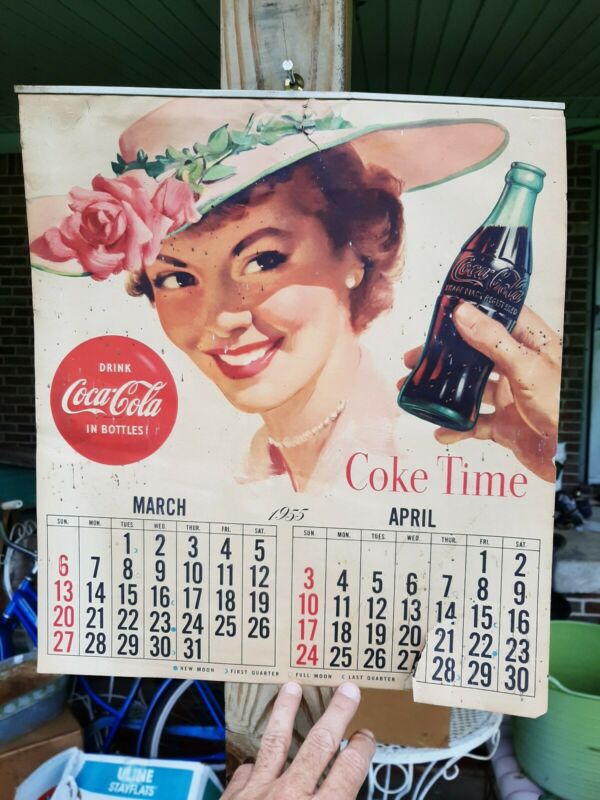 Coca-Cola
TRADE MARK REGISTERED
DRINK
Coca-Cola
IN BOTTLES
Coke Time
MARCH 1955 APRIL
SUN. MON. TUES. WED. THUR. FRI. SAT.
1 2 3 4 5
6 7 8 9 10 11 12
13 14 15 16 17 18 19
20 21 22 23 24 25 26
27 28 29 30 31
SUN. MON. TUES. WED. THUR. FRI. SAT.
1 2
3 4 5 6 7 8 9
10 11 12 13 14 15 16
17 18 19 20 21 22 23
24 25 26 27 28 29 30
NEW MOON FIRST QUARTER FULL MOON LAST QUARTER
ULINE
STAYFLATS